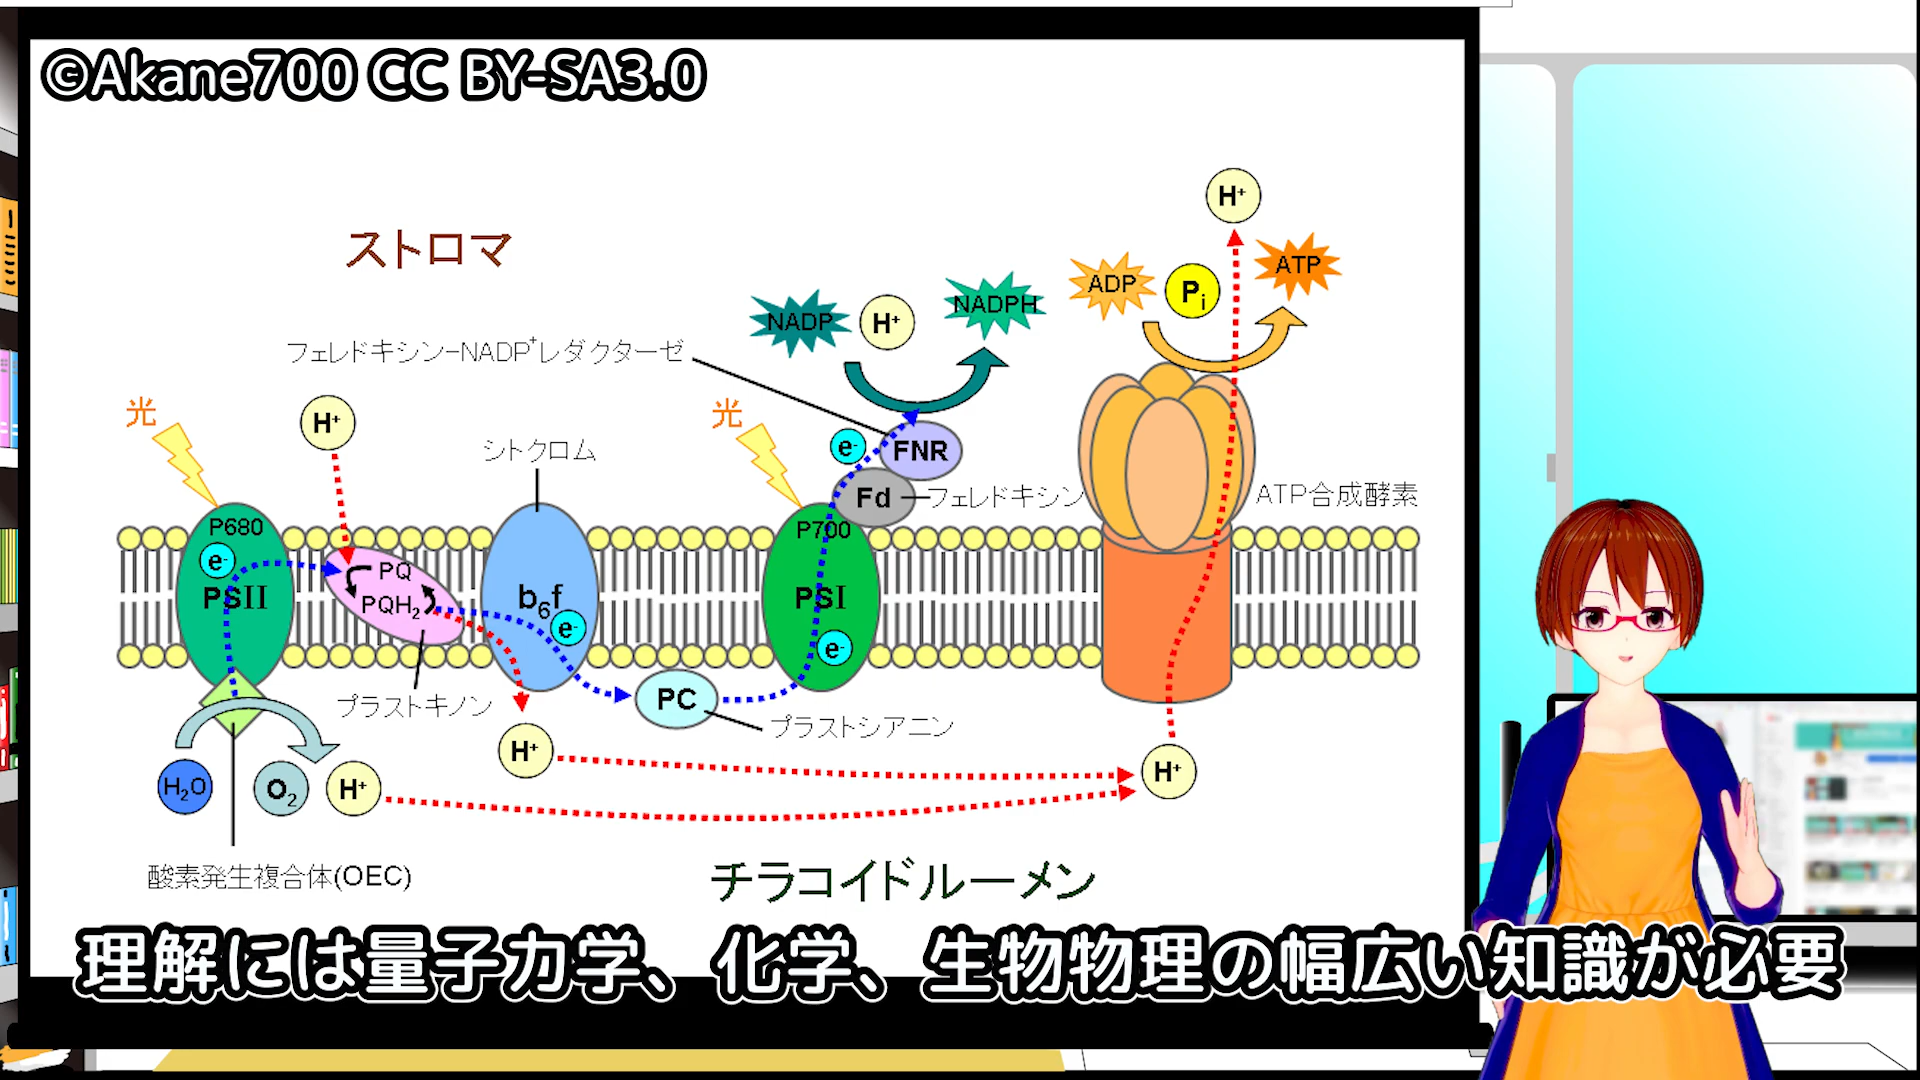 ©Akane700 CC BY-SA3.0
H⁺
ストロマ
ADP
Pi
ATP
NADP
H⁺
NADPH
フェレドキシン-NADP⁺レダクターゼ
光
H⁺
光
シトクロム
e⁻
FNR
Fd
フェレドキシン
ATP合成酵素
P680
P700
e⁻
PSII
PQ
PQH₂
b₆f
e⁻
PSI
e⁻
プラストキノン
PC
プラストシアニン
H⁺
H⁺
H₂O
O₂
H⁺
酸素発生複合体(OEC)
チラコイドルーメン
理解には量子力学、化学、生物物理の幅広い知識が必要